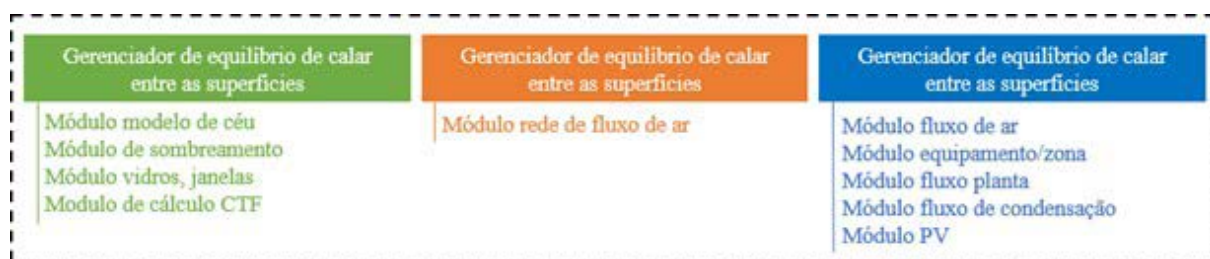 Gerenciador de equilíbrio de calar
entre as superfícies
Módulo modelo de céu
Módulo de sombreamento
Módulo vidros, janelas
Modulo de cálculo CTF
Gerenciador de equilíbrio de calar
entre as superfícies
Módulo rede de fluxo de ar
Gerenciador de equilíbrio de calar
entre as superfícies
Módulo fluxo de ar
Módulo equipamento/zona
Módulo fluxo planta
Módulo fluxo de condensação
Módulo PV